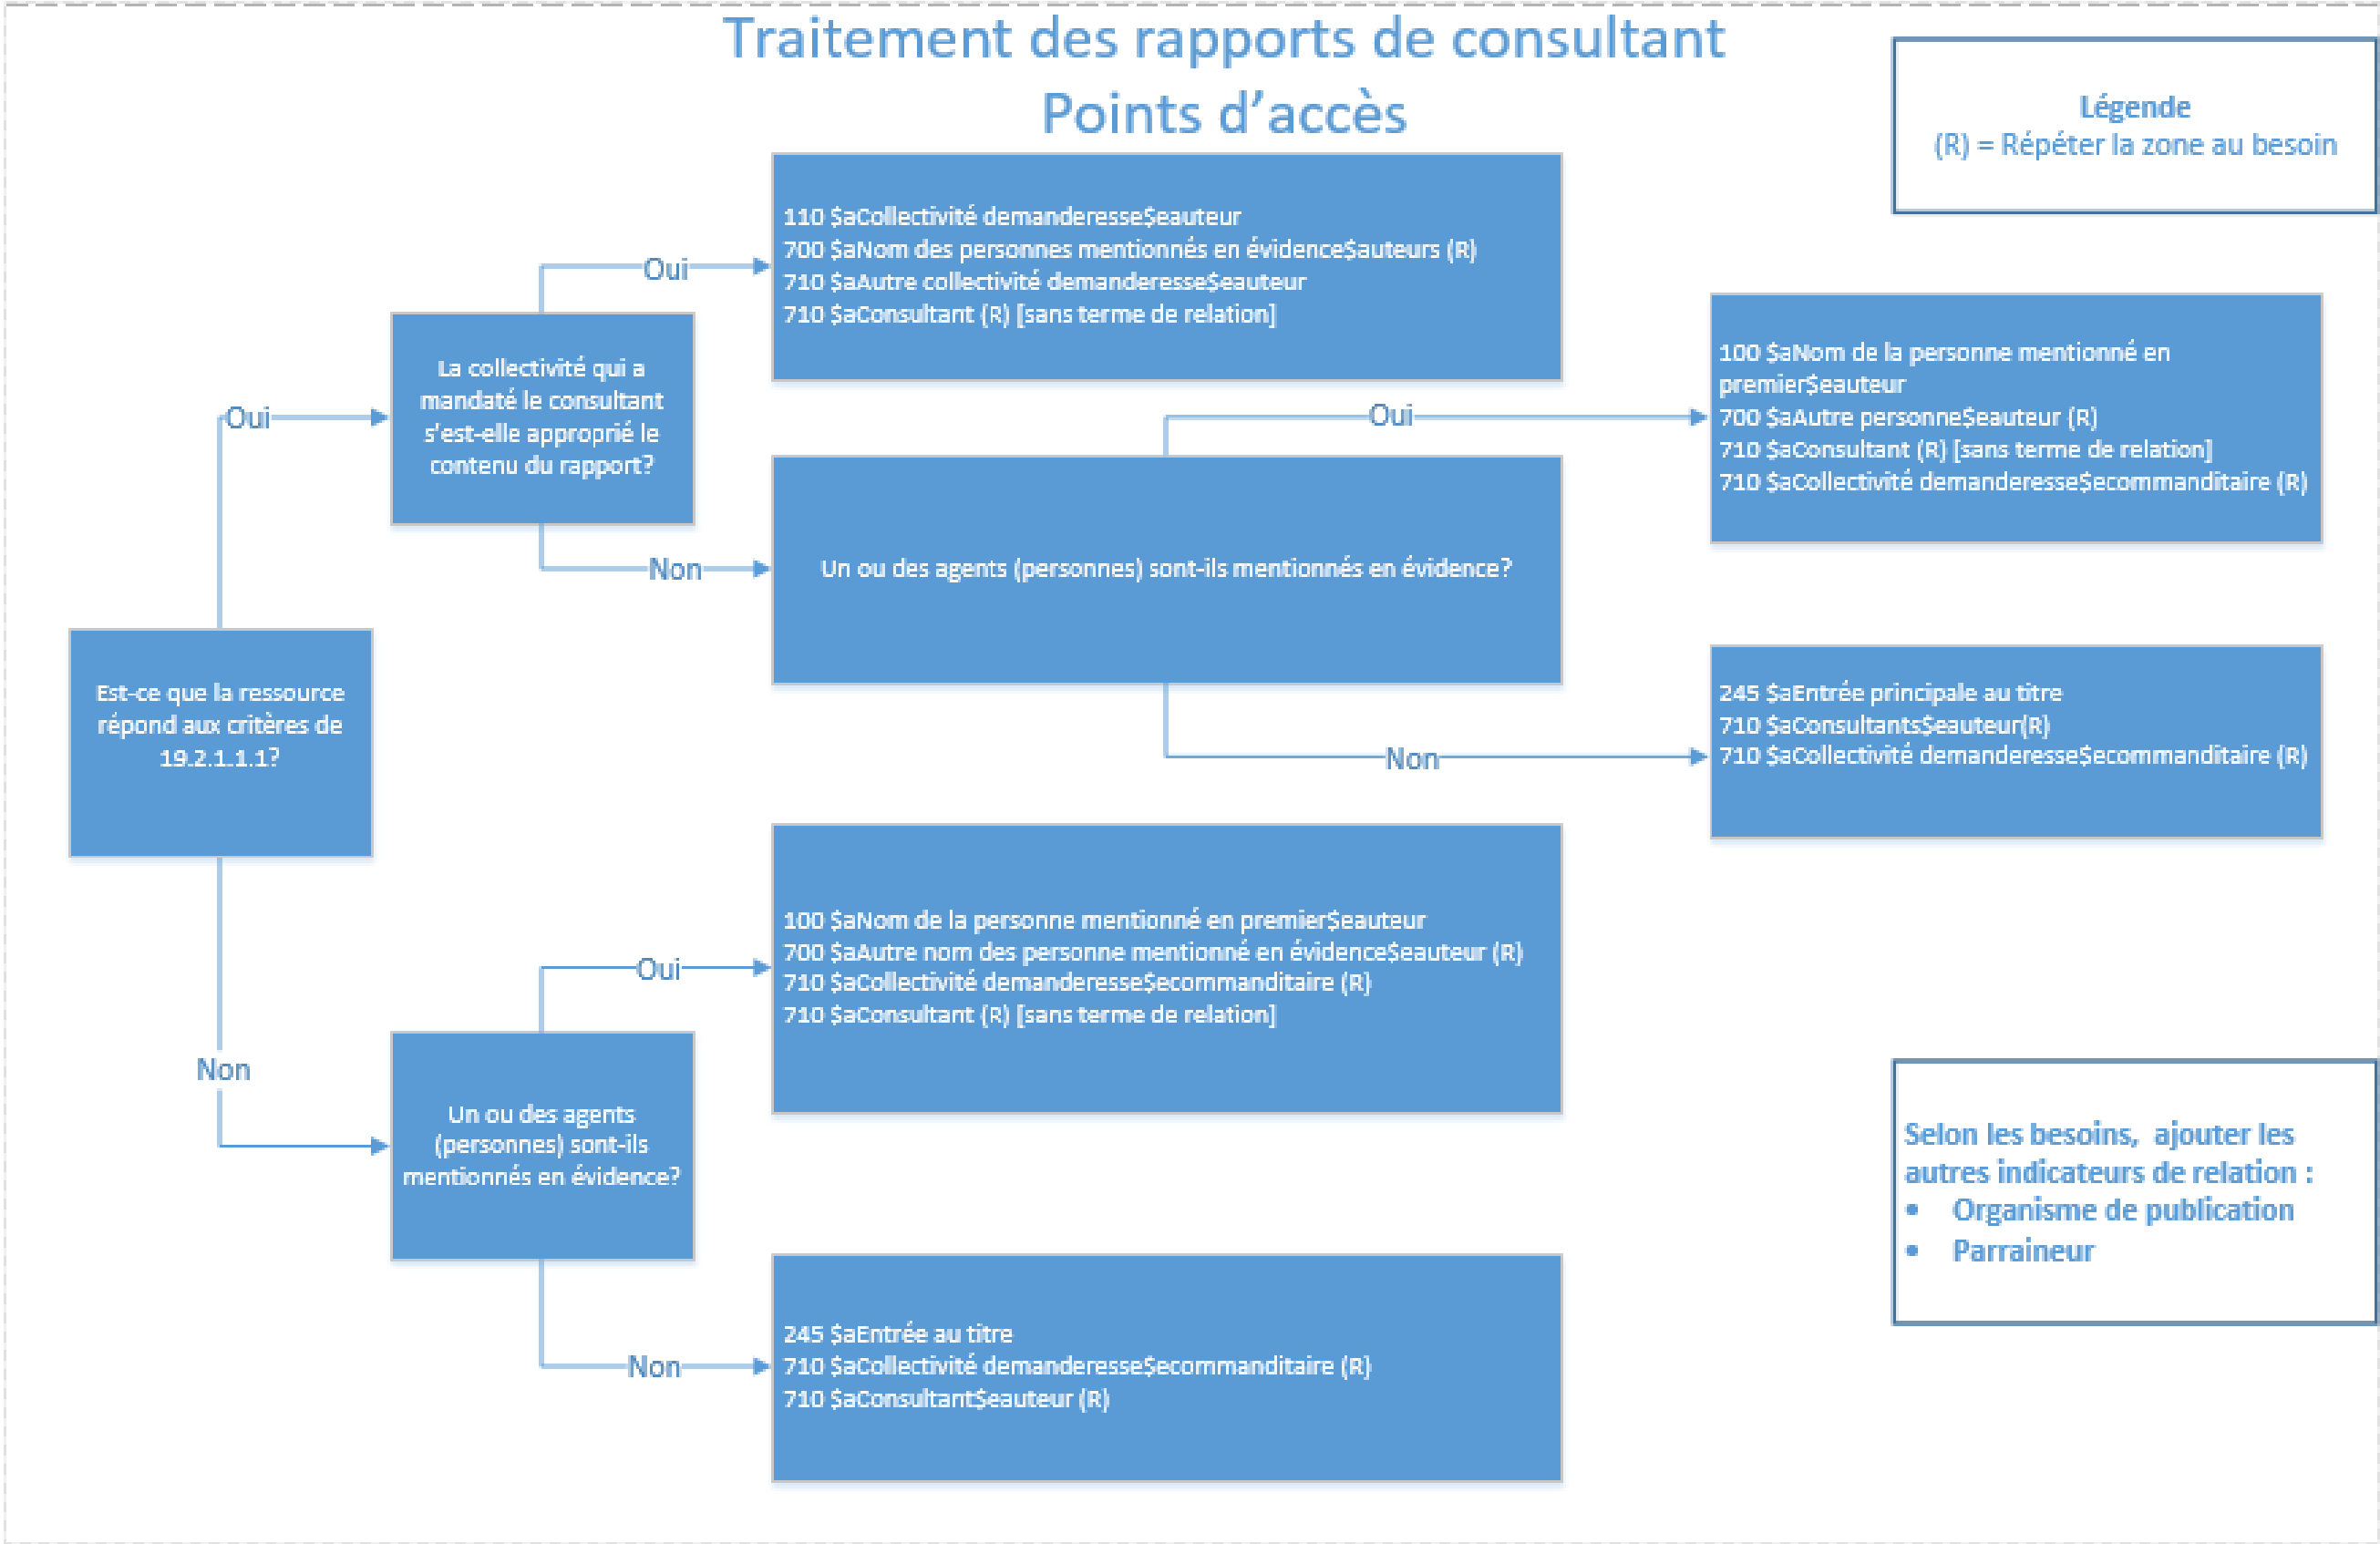 Traitement des rapports de consultant
Points d’accès
Légende
(R) = Répéter la zone au besoin
Est-ce que la ressource
répond aux critères de
19.2.1.1.1?
Oui
La collectivité qui a
mandaté le consultant
s’est-elle approprié le
contenu du rapport?
Oui
110 $aCollectivité demanderesse$eauteur
700 $aNom des personnes mentionnés en évidence$auteurs (R)
710 $aAutre collectivité demanderesse$eauteur
710 $aConsultant (R) [sans terme de relation]
Non
Un ou des agents (personnes) sont-ils mentionnés en évidence?
Oui
100 $aNom de la personne mentionné en
premier$eauteur
700 $aAutre personne$eauteur (R)
710 $aConsultant (R) [sans terme de relation]
710 $aCollectivité demanderesse$ecommanditaire (R)
Non
245 $aEntrée principale au titre
710 $aConsultants$eauteur(R)
710 $aCollectivité demanderesse$ecommanditaire (R)
Non
Un ou des agents
(personnes) sont-ils
mentionnés en évidence?
Oui
100 $aNom de la personne mentionné en premier$eauteur
700 $aAutre nom des personne mentionné en évidence$eauteur (R)
710 $aCollectivité demanderesse$ecommanditaire (R)
710 $aConsultant (R) [sans terme de relation]
Non
245 $aEntrée au titre
710 $aCollectivité demanderesse$ecommanditaire (R)
710 $aConsultant$eauteur (R)
Selon les besoins, ajouter les
autres indicateurs de relation :
• Organisme de publication
• Parraineur